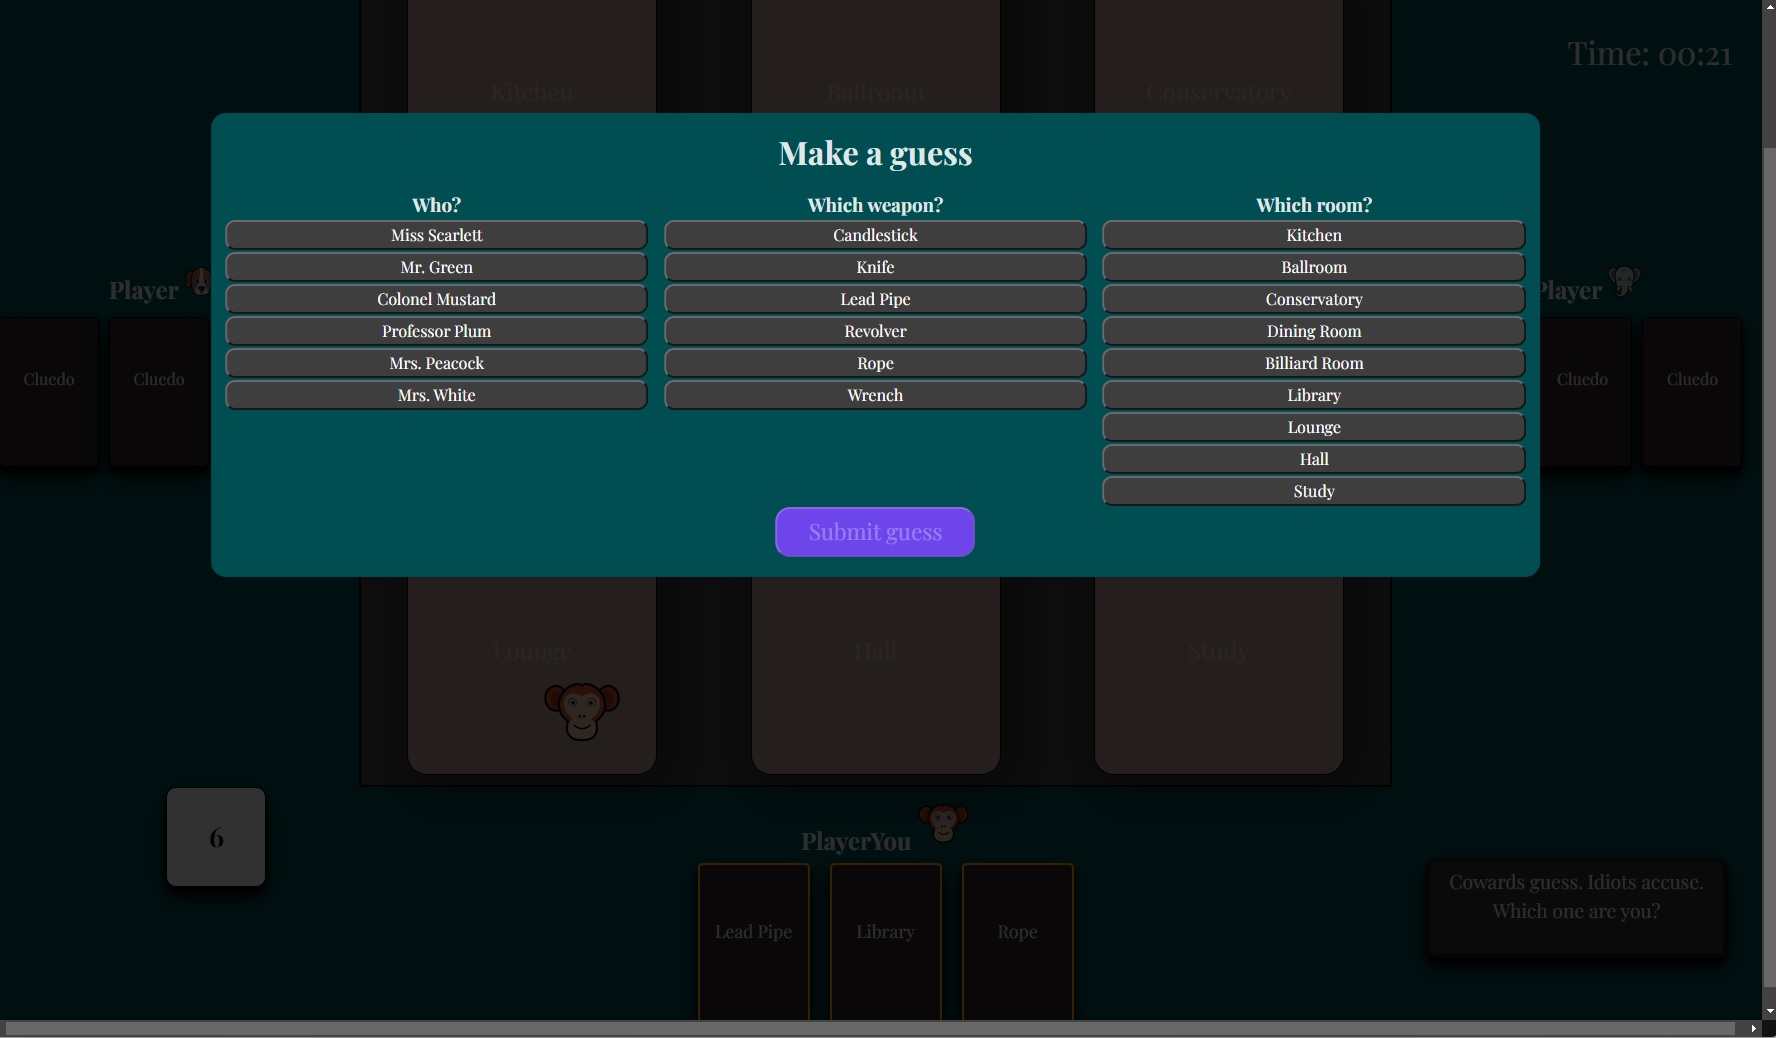 Time: 00:21
Kitchen
Ballroom
Conservatory
Make a guess
Who?
Miss Scarlett
Mr. Green
Colonel Mustard
Professor Plum
Mrs. Peacock
Mrs. White
Which weapon?
Candlestick
Knife
Lead Pipe
Revolver
Rope
Wrench
Which room?
Kitchen
Ballroom
Conservatory
Dining Room
Billiard Room
Library
Lounge
Hall
Study
Submit guess
Player
Cluedo
Cluedo
Player
Cluedo
Cluedo
Lounge
Hall
Study
6
PlayerYou
Lead Pipe
Library
Rope
Cowards guess. Idiots accuse.
Which one are you?